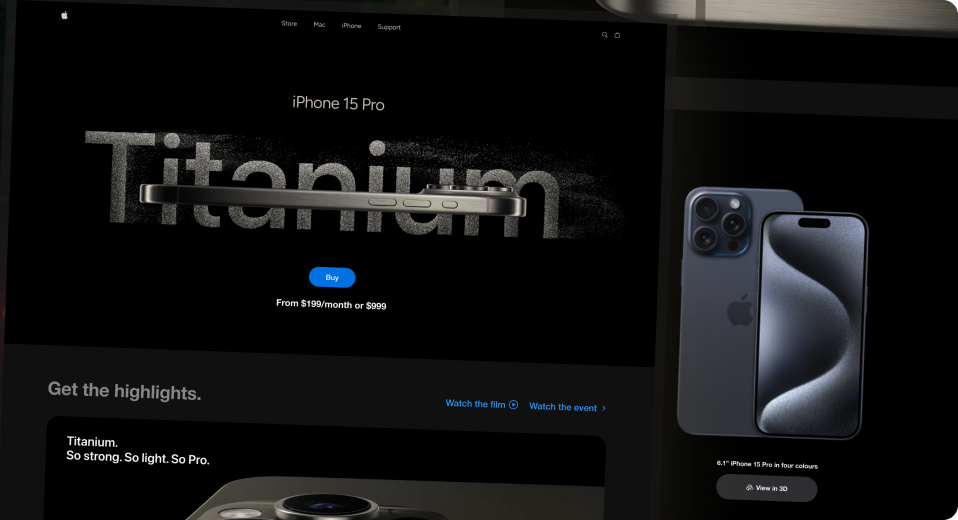 Store Mac iPhone Support
iPhone 15 Pro
Titanium
Buy
From $199/month or $999
Get the highlights.
Watch the film Watch the event
Titanium.
So strong. So light. So Pro.
6.1" iPhone 15 Pro in four colours
View in 3D